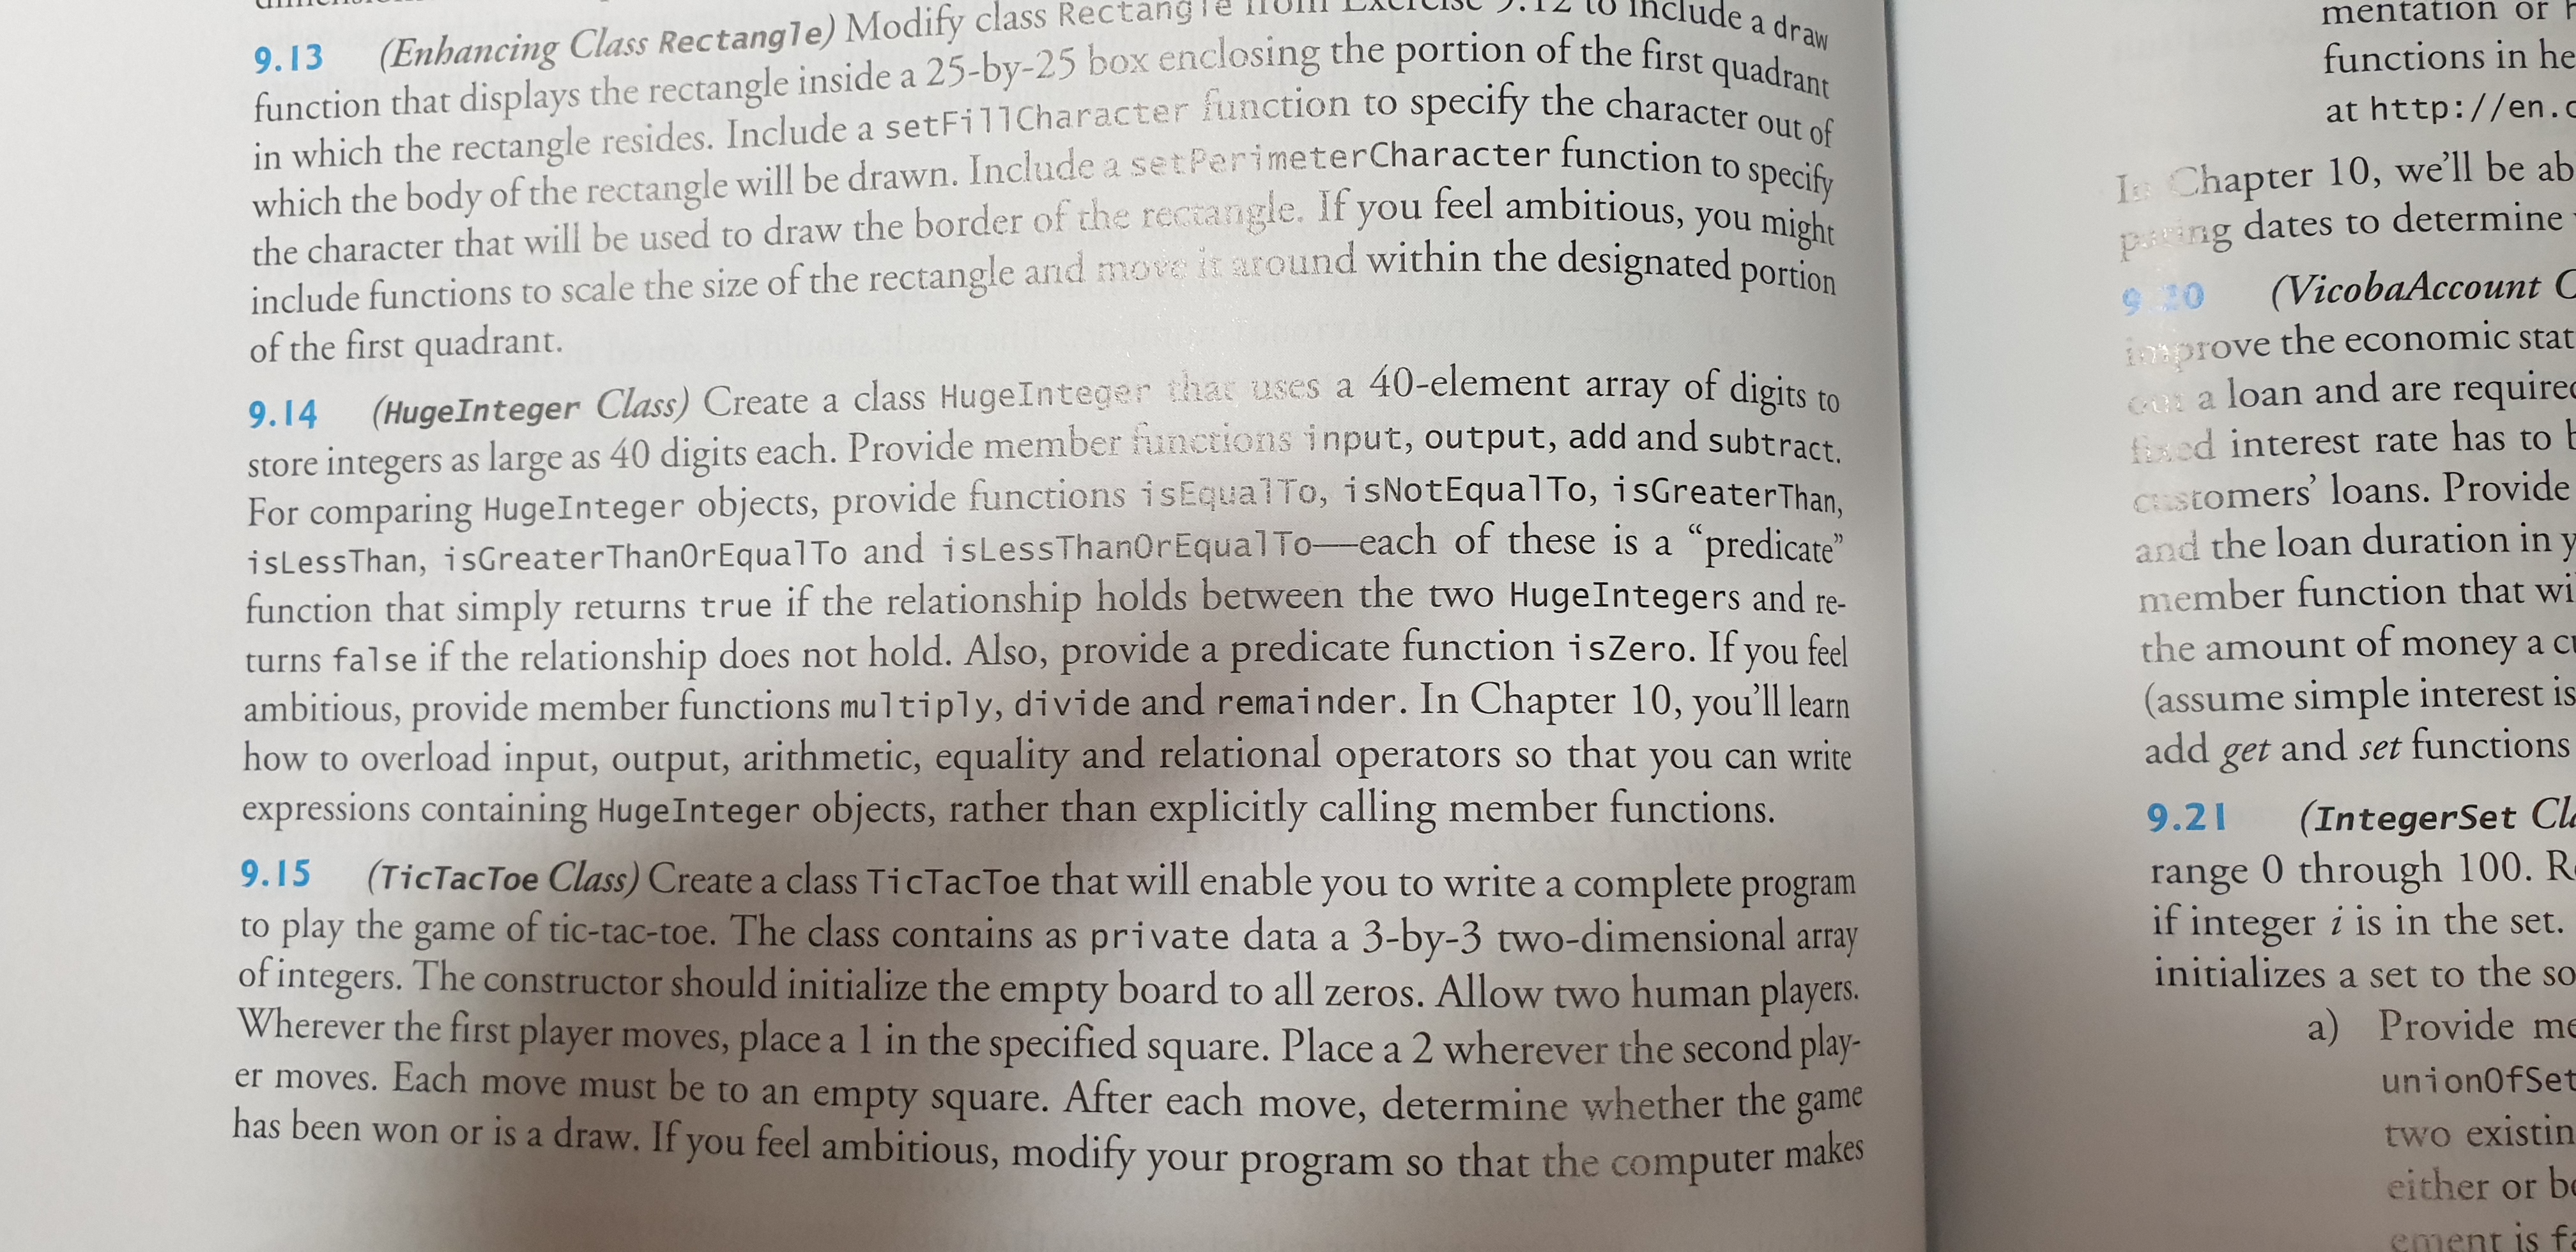 9.13 (Enhancing Class Rectangle) Modify class Rectangle from Exercise 9.12 to include a draw
function that displays the rectangle inside a 25-by-25 box enclosing the portion of the first quadrant
in which the rectangle resides. Include a setFillCharacter function to specify the character out of
which the body of the rectangle will be drawn. Include a setPerimeterCharacter function to specify
the character that will be used to draw the border of the rectangle. If you feel ambitious, you might
include functions to scale the size of the rectangle and move it around within the designated portion
of the first quadrant.
9.14 (HugeInteger Class) Create a class HugeInteger that uses a 40-element array of digits to
store integers as large as 40 digits each. Provide member functions input, output, add and subtract.
For comparing HugeInteger objects, provide functions isEqualTo, isNotEqualTo, isGreaterThan,
isLessThan, isGreaterThanOrEqualTo and isLessThanOrEqualTo—each of these is a “predicate”
function that simply returns true if the relationship holds between the two HugeIntegers and re-
turns false if the relationship does not hold. Also, provide a predicate function isZero. If you feel
ambitious, provide member functions multiply, divide and remainder. In Chapter 10, you’ll learn
how to overload input, output, arithmetic, equality and relational operators so that you can write
expressions containing HugeInteger objects, rather than explicitly calling member functions.
9.15 (TicTacToe Class) Create a class TicTacToe that will enable you to write a complete program
to play the game of tic-tac-toe. The class contains as private data a 3-by-3 two-dimensional array
of integers. The constructor should initialize the empty board to all zeros. Allow two human players.
Wherever the first player moves, place a 1 in the specified square. Place a 2 wherever the second play-
er moves. Each move must be to an empty square. After each move, determine whether the game
has been won or is a draw. If you feel ambitious, modify your program so that the computer makes
mentation or
functions in
at http://en.
In Chapter 10, we’ll be
dates to determine
9.20 (VicobaAccount
improve the economic
out a loan and are
fixed interest rate has to
customers’ loans. Provide
and the loan duration in
member function that
the amount of money a
(assume simple interest is
add get and set functions
9.21 (IntegerSet
range 0 through 100.
if integer i is in the set.
initializes a set to the
a) Provide
two
either or
ement is